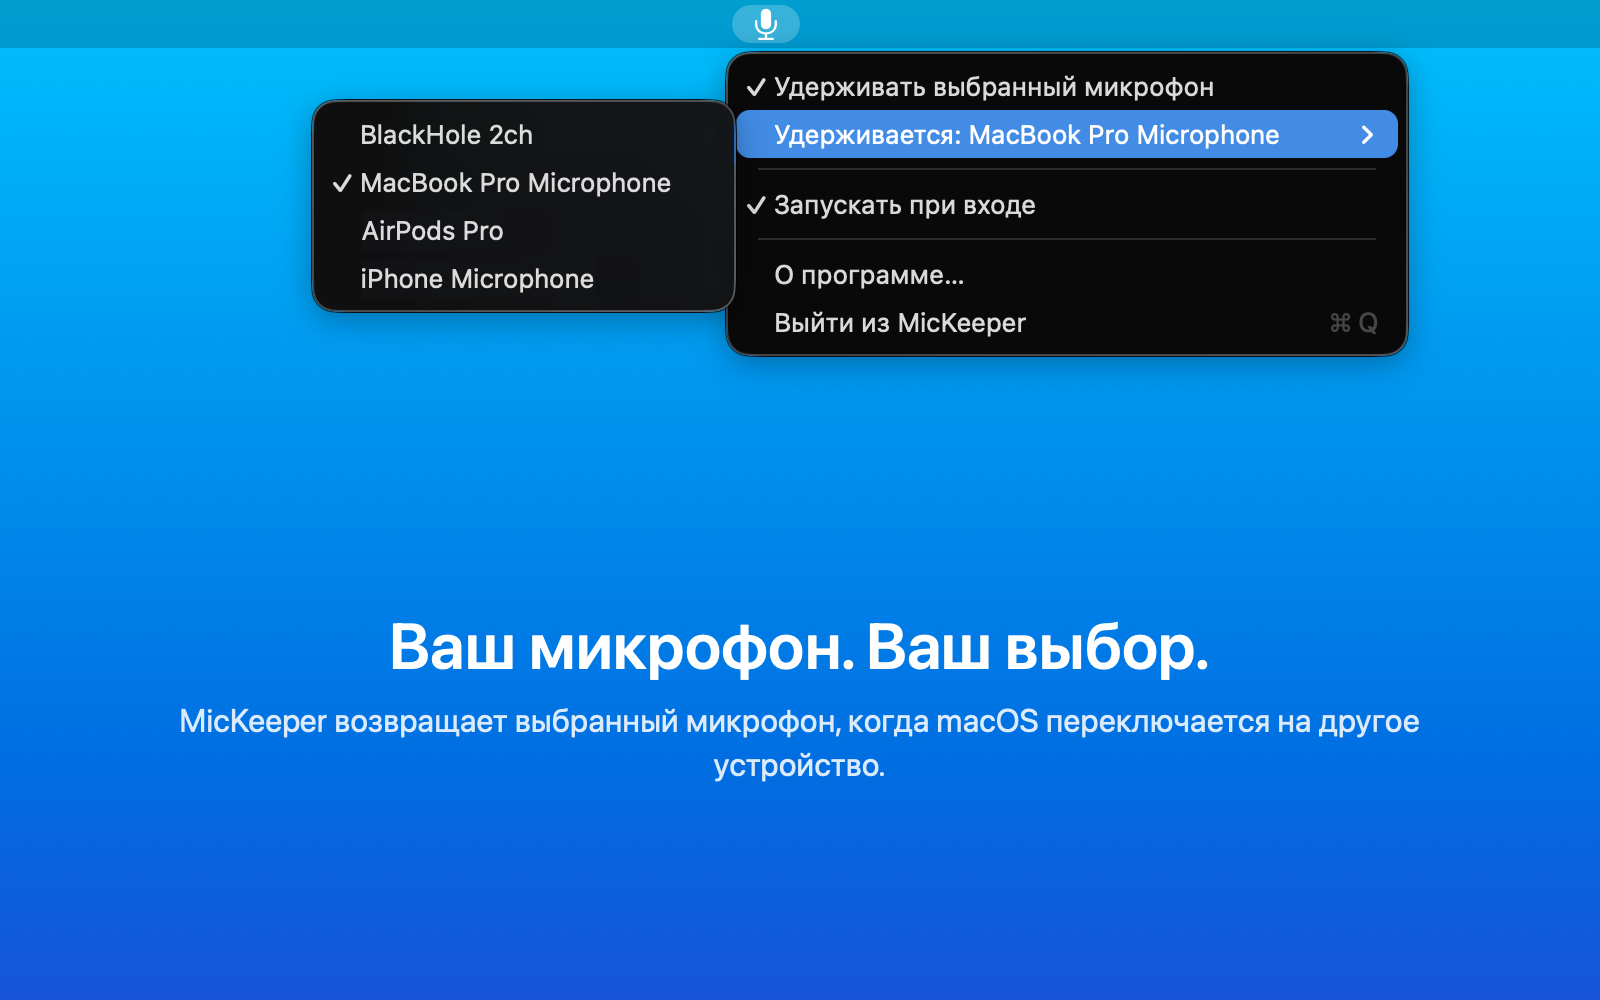 ✓ Удерживать выбранный микрофон
Удерживается: MacBook Pro Microphone
✓ Запускать при входе
О программе...
Выйти из MicKeeper ⌘ Q
BlackHole 2ch
✓ MacBook Pro Microphone
AirPods Pro
iPhone Microphone
Ваш микрофон. Ваш выбор.
MicKeeper возвращает выбранный микрофон, когда macOS переключается на другое
устройство.